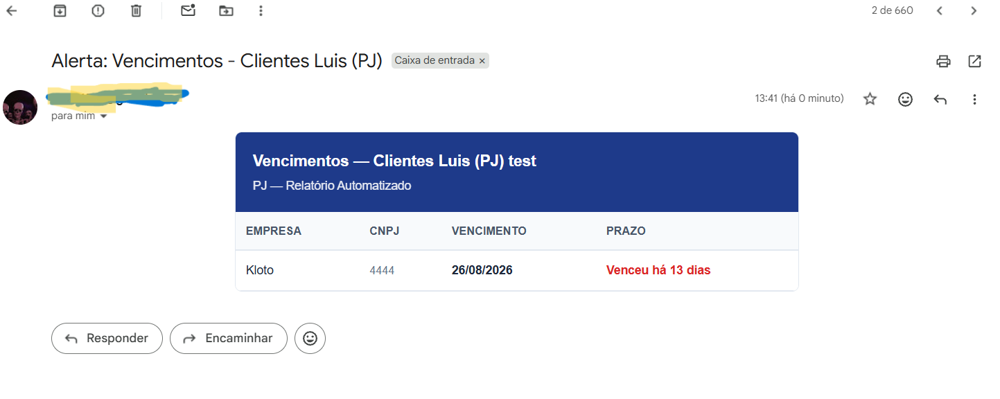 2 de 660
Alerta: Vencimentos - Clientes Luis (PJ) Caixa de entrada ×
13:41 (há 0 minuto)
para mim
Vencimentos — Clientes Luis (PJ) test
PJ — Relatório Automatizado
EMPRESA CNPJ VENCIMENTO PRAZO
Kloto 4444 26/08/2026 Venceu há 13 dias
Responder Encaminhar